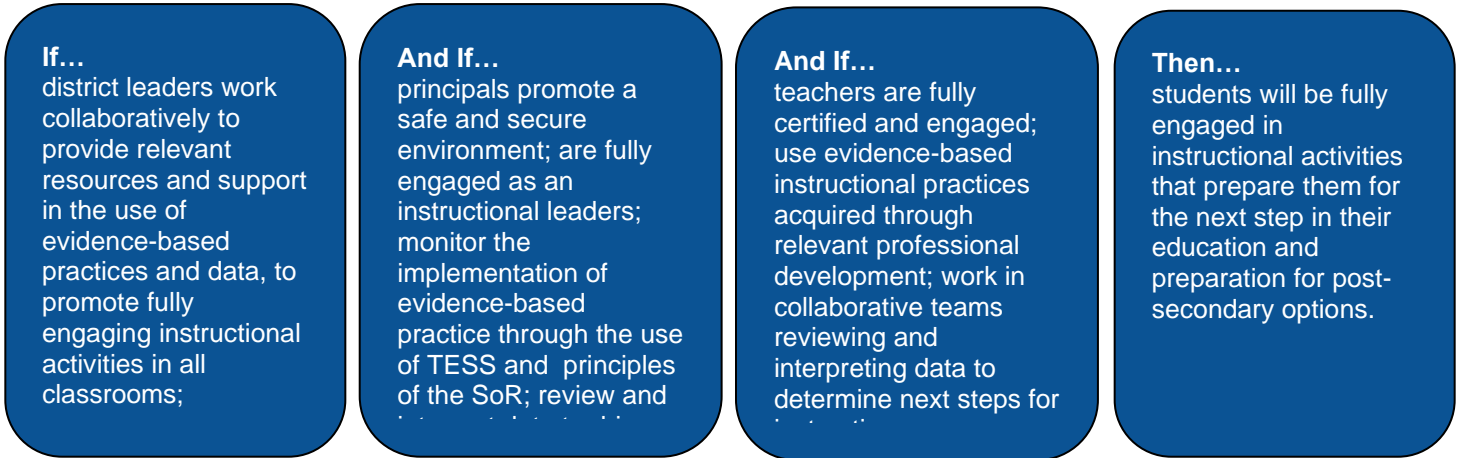 If…
district leaders work
collaboratively to
provide relevant
resources and support
in the use of
evidence-based
practices and data, to
promote fully
engaging instructional
activities in all
classrooms;
And If…
principals promote a
safe and secure
environment; are fully
engaged as an
instructional leaders;
monitor the
implementation of
evidence-based
practice through the use
of TESS and  principles
of the SoR; review and
And If…
teachers are fully
certified and engaged;
use evidence-based
instructional practices
acquired through
relevant professional
development; work in
collaborative teams
reviewing and
interpreting data to
determine next steps for
Then…
students will be fully
engaged in
instructional activities
that prepare them for
the next step in their
education and
preparation for post-
secondary options.